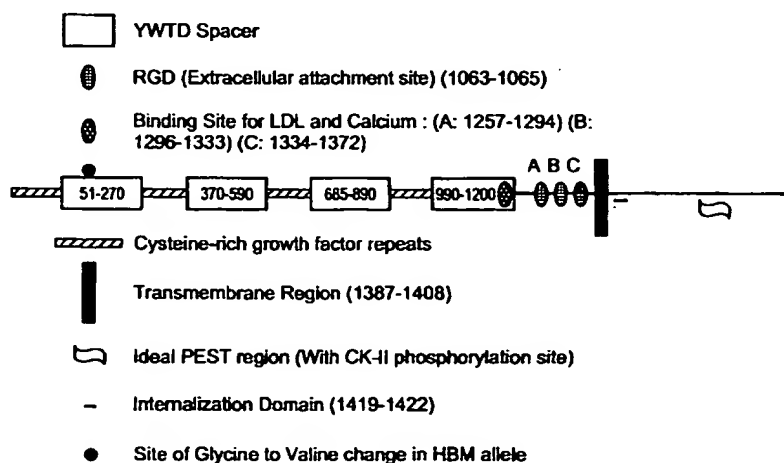 YWTD Spacer
RGD (Extracellular attachment site) (1063-1065)
Binding Site for LDL and Calcium : (A: 1257-1294) (B:
1296-1333) (C: 1334-1372)
A B C
51-270 370-590 685-890 990-1200
Cysteine-rich growth factor repeats
Transmembrane Region (1387-1408)
Ideal PEST region (With CK-II phosphorylation site)
Internalization Domain (1419-1422)
Site of Glycine to Valine change in HBM allele